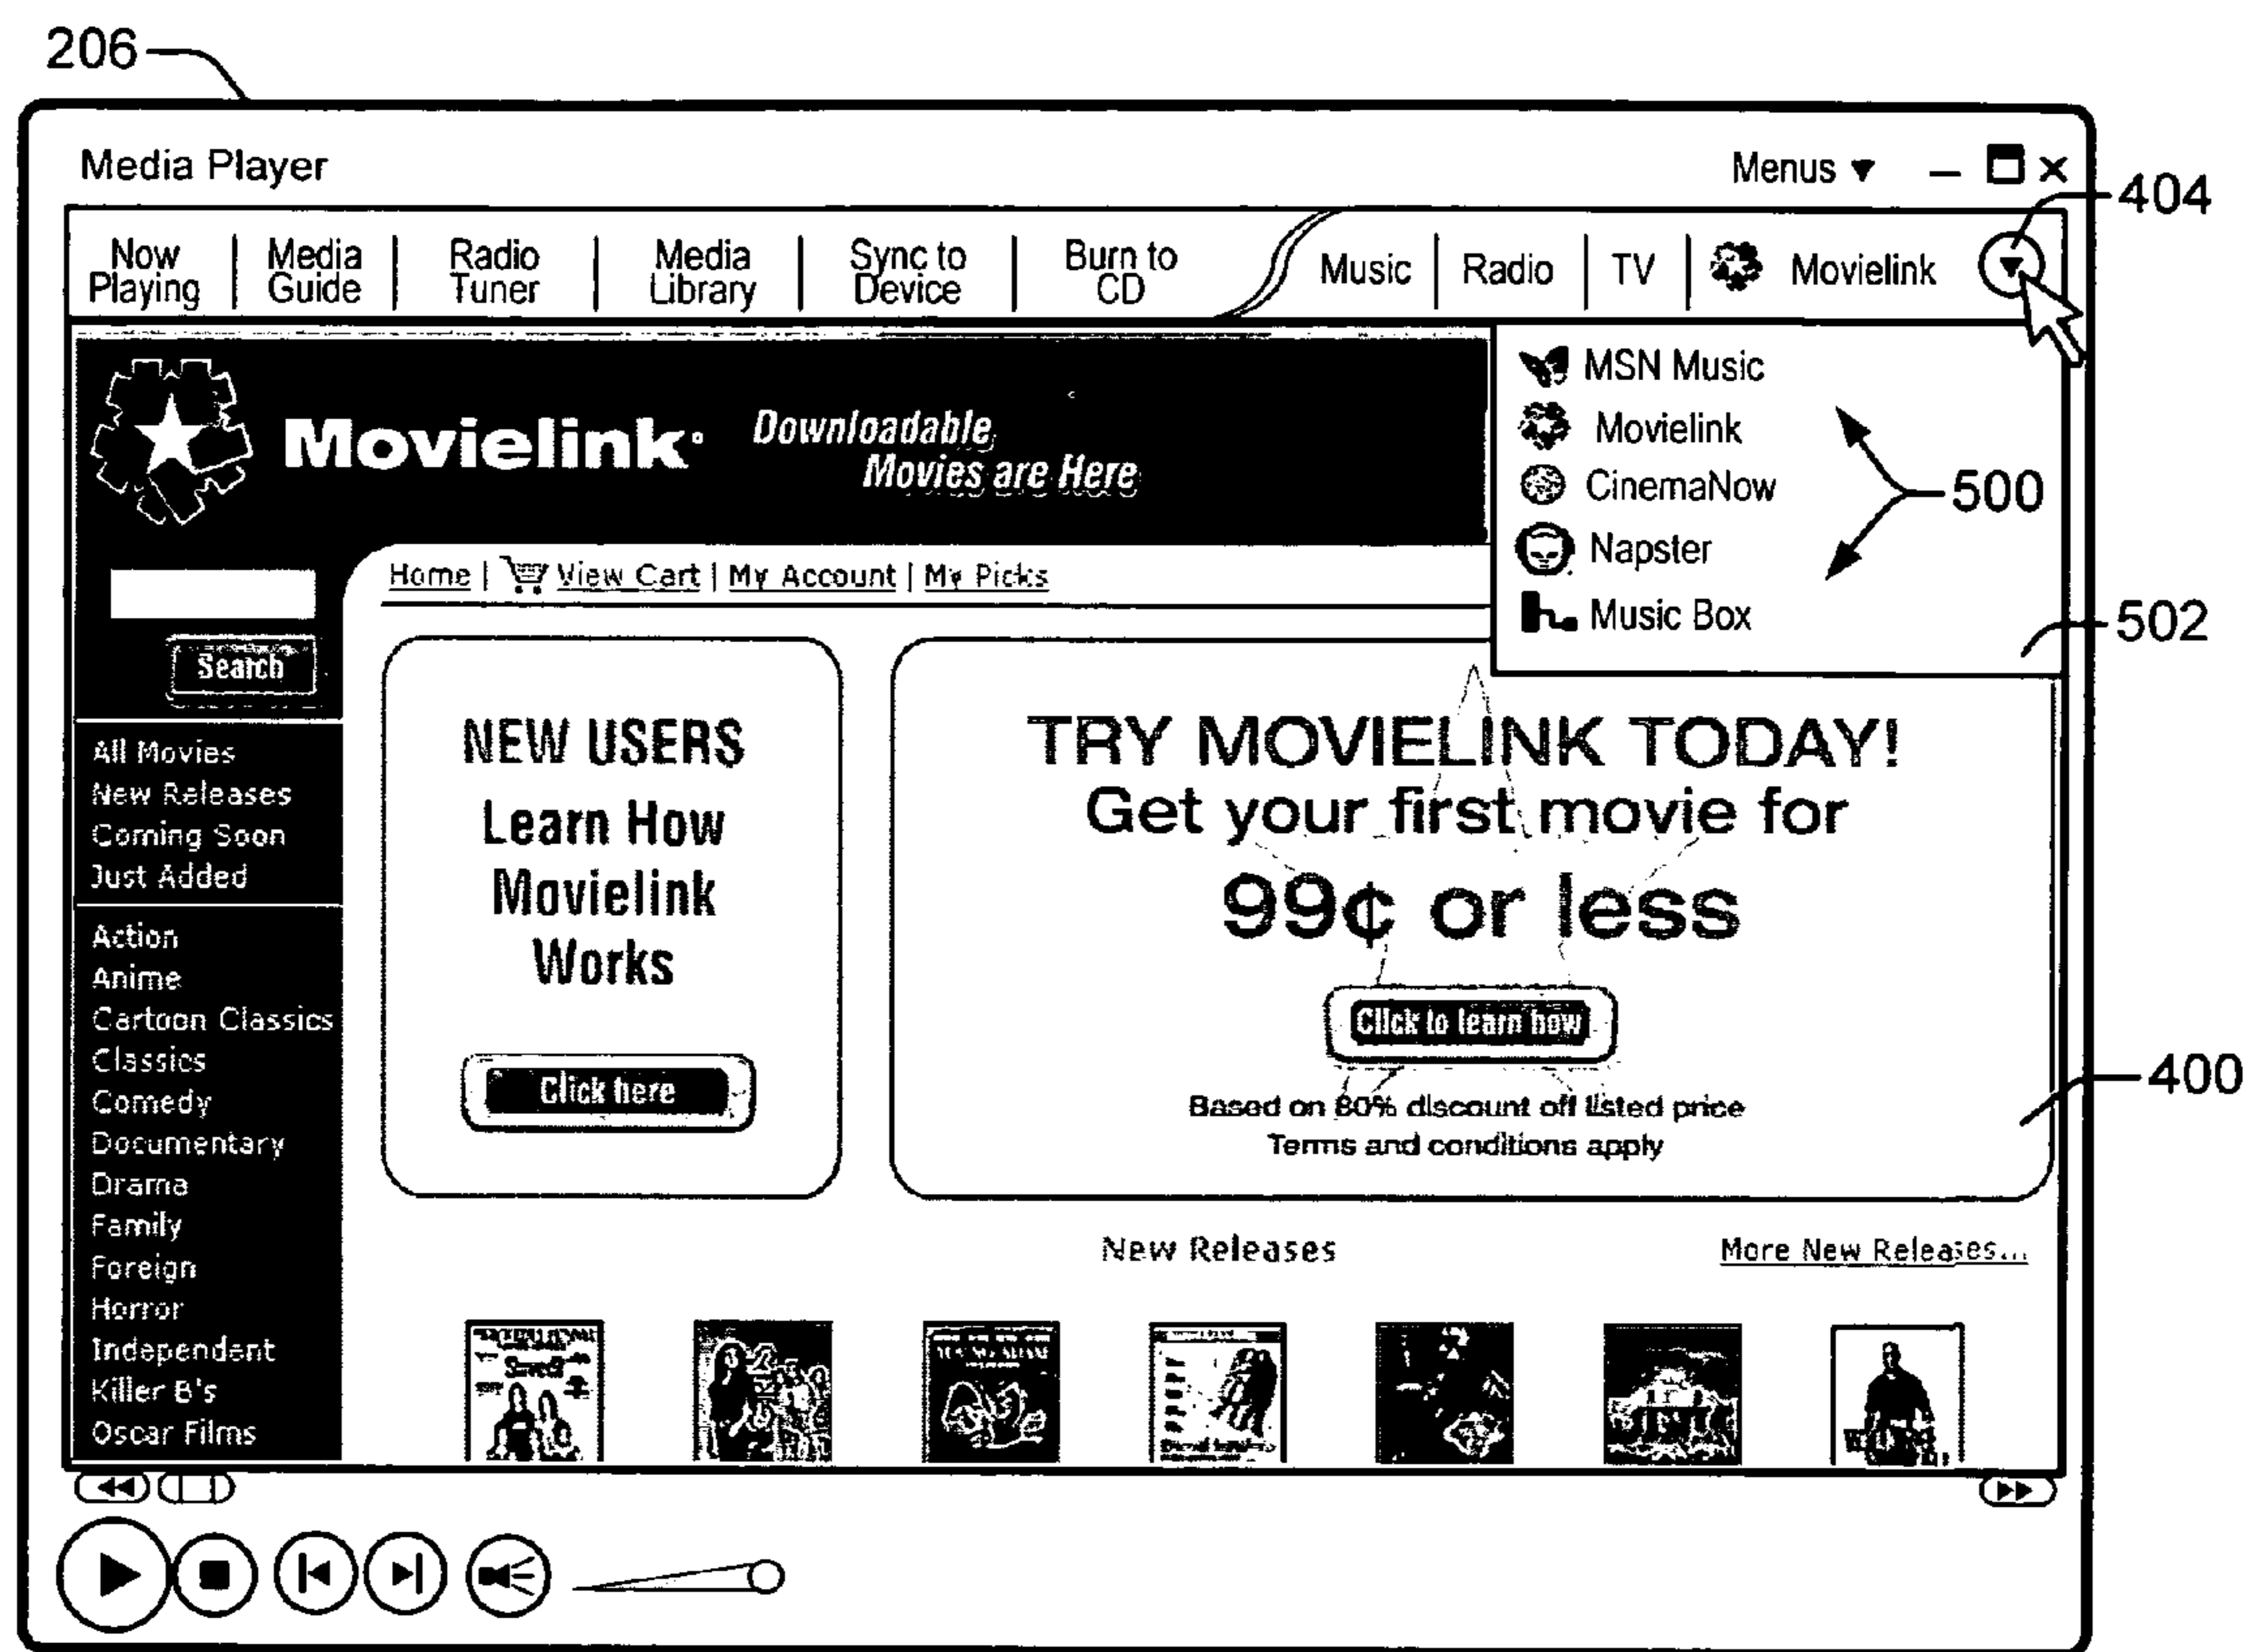 206
Media Player
Menus
404
Now Playing
Media Guide
Radio Tuner
Media Library
Sync to Device
Burn to CD
Music
Radio
TV
Movielink
MSN Music
Movielink
CinemaNow
Napster
Music Box
500
502
Movielink
Downloadable
Movies are Here
Home | View Cart | My Account | My Picks
Search
All Movies
New Releases
Coming Soon
Just Added
Action
Anime
Cartoon Classics
Classics
Comedy
Documentary
Drama
Family
Foreign
Horror
Independent
Killer B's
Oscar Films
NEW USERS
Learn How
Movielink
Works
Click here
TRY MOVIELINK TODAY!
Get your first movie for
99¢ or less
Click to learn how
Based on 80% discount off listed price
Terms and conditions apply
400
New Releases
More New Releases...